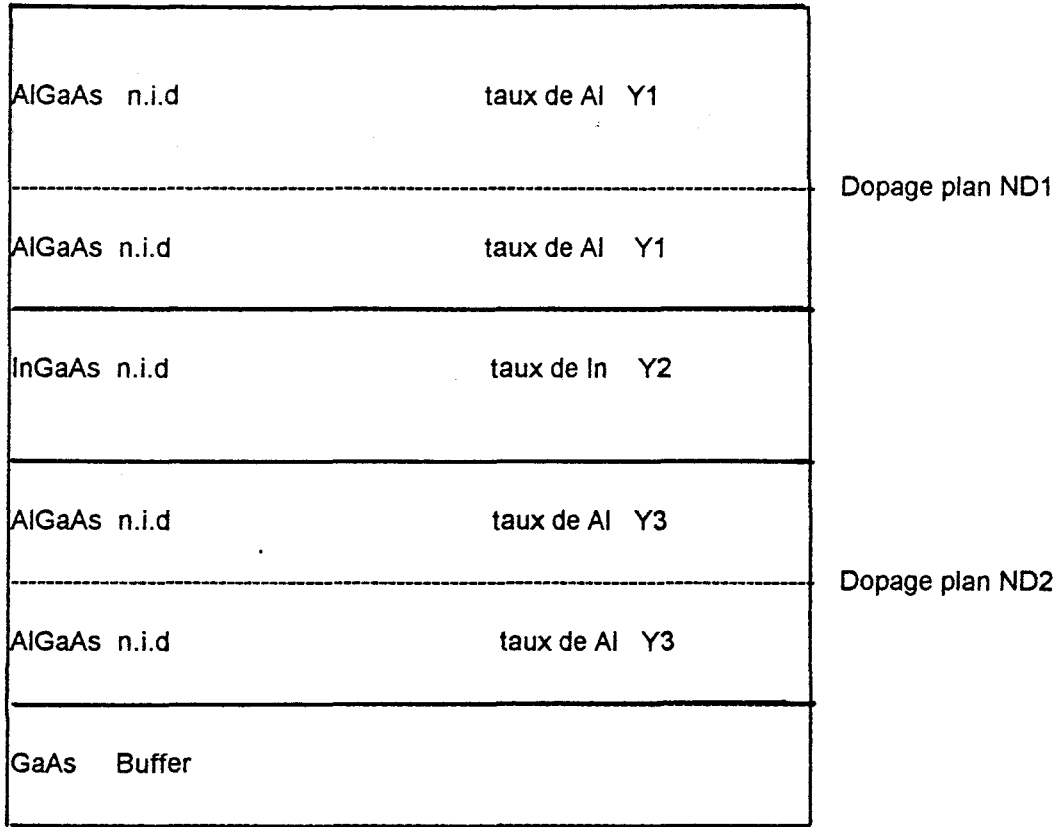 AlGaAs n.i.d taux de Al Y1
Dopage plan ND1
AlGaAs n.i.d taux de Al Y1
InGaAs n.i.d taux de In Y2
AlGaAs n.i.d taux de Al Y3
Dopage plan ND2
AlGaAs n.i.d taux de Al Y3
GaAs Buffer